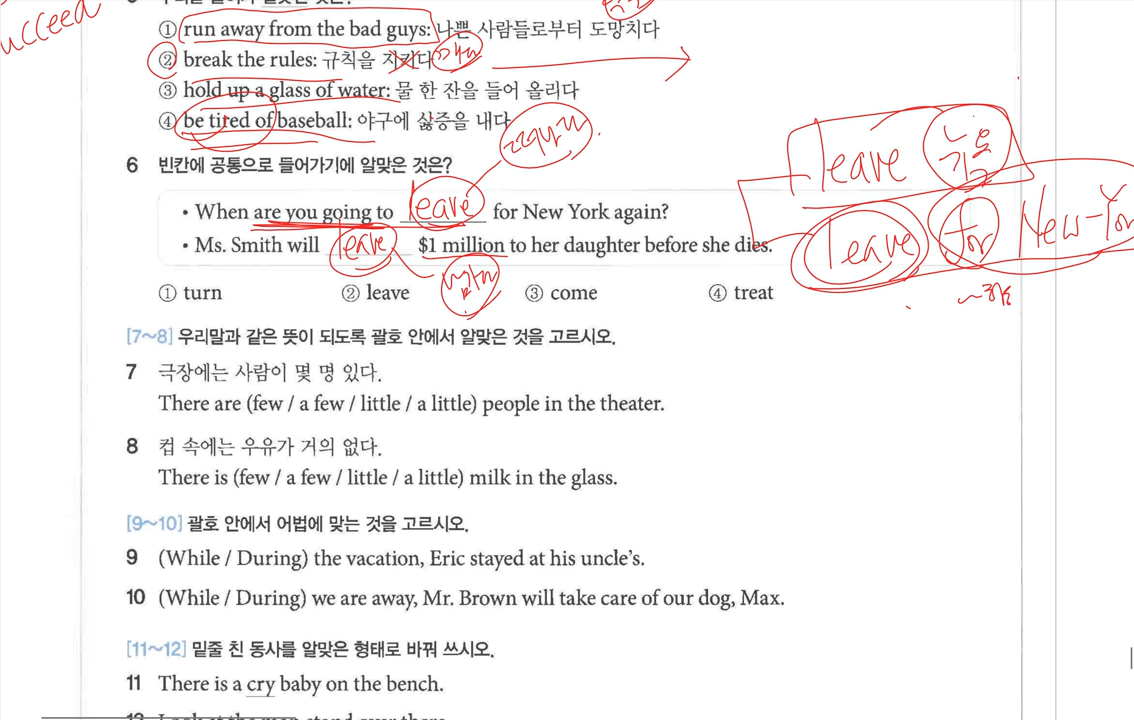 ucceed
① run away from the bad guys: 나쁜 사람들로부터 도망치다
② break the rules: 규칙을 지키다
③ hold up a glass of water: 물 한 잔을 들어 올리다
④ be tired of baseball: 야구에 싫증을 내다
6 빈칸에 공통으로 들어가기에 알맞은 것은?
leave
• When are you going to leave for New York again?
leave for New-Yor
• Ms. Smith will leave $1 million to her daughter before she dies.
① turn ② leave ③ come ④ treat
[7~8] 우리말과 같은 뜻이 되도록 괄호 안에서 알맞은 것을 고르시오.
7 극장에는 사람이 몇 명 있다.
There are (few / a few / little / a little) people in the theater.
8 컵 속에는 우유가 거의 없다.
There is (few / a few / little / a little) milk in the glass.
[9~10] 괄호 안에서 어법에 맞는 것을 고르시오.
9 (While / During) the vacation, Eric stayed at his uncle's.
10 (While / During) we are away, Mr. Brown will take care of our dog, Max.
[11~12] 밑줄 친 동사를 알맞은 형태로 바꿔 쓰시오.
11 There is a cry baby on the bench.